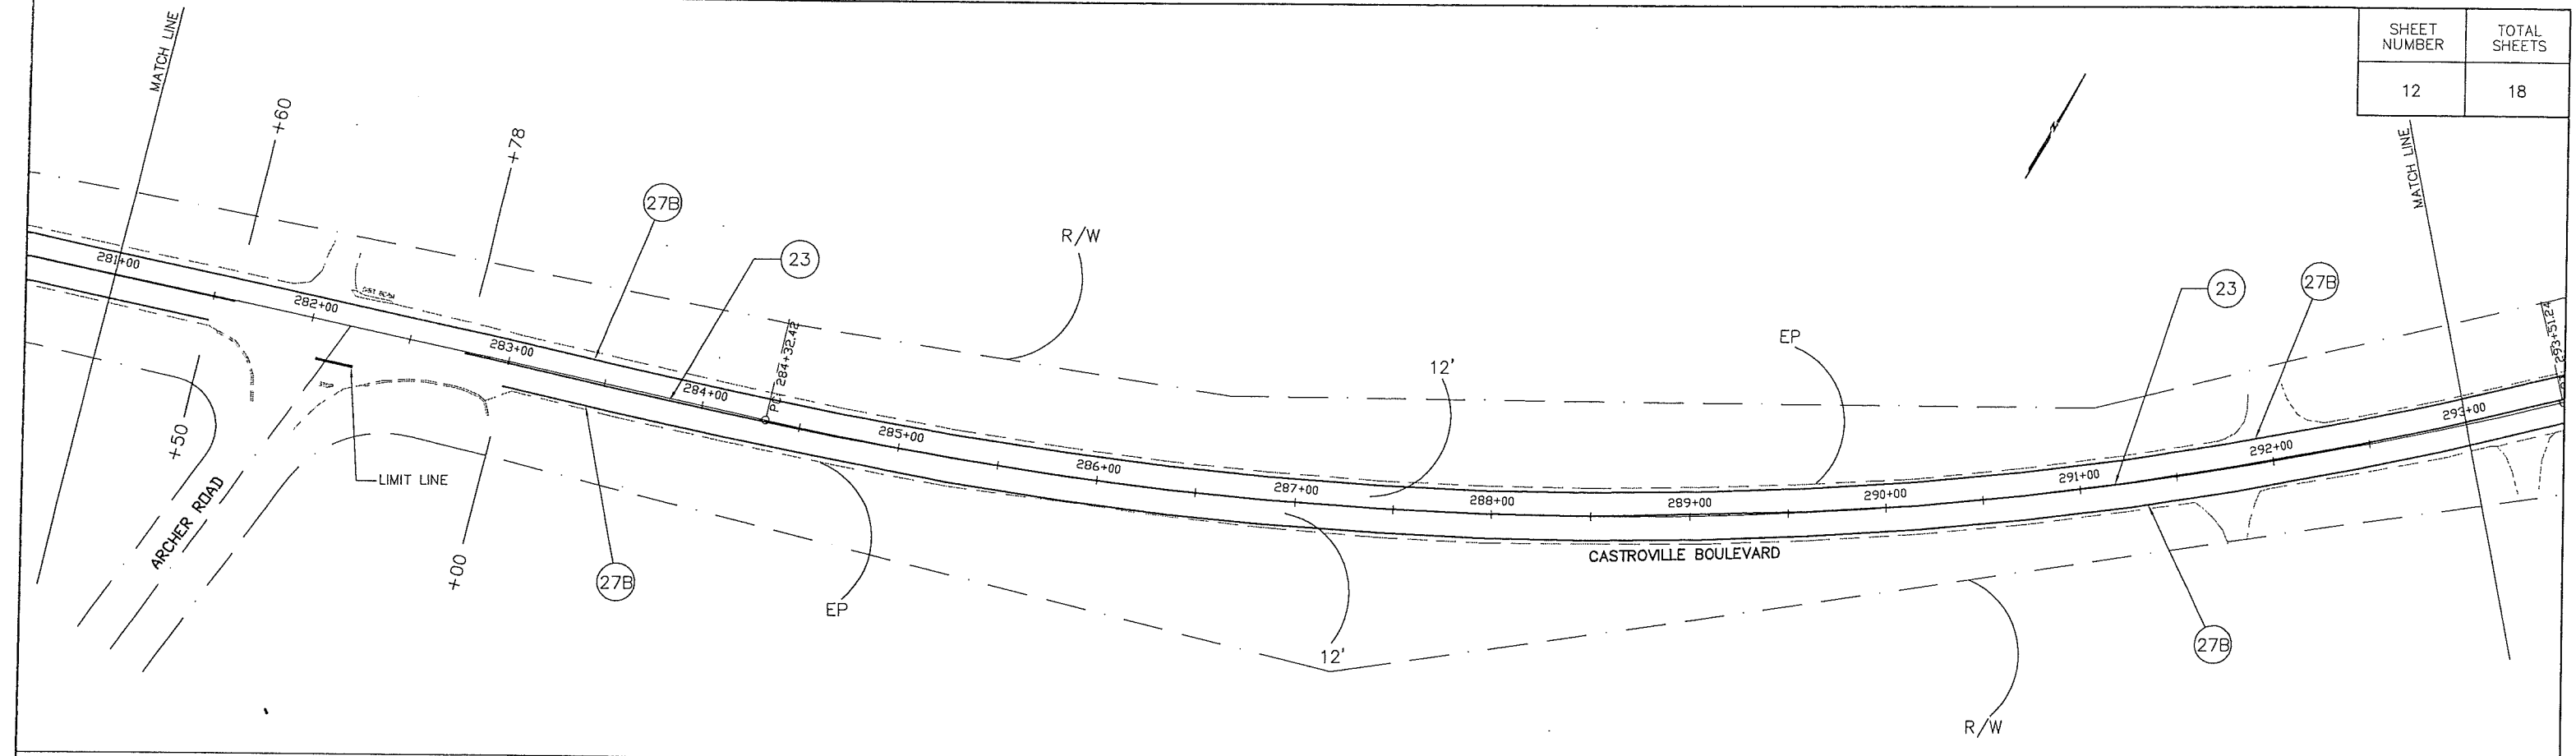 SHEET NUMBER
TOTAL SHEETS
12
18
MATCH LINE
+60
+78
27B
23
R/W
EP
12'
23
27B
MATCH LINE
281+00
282+00
283+00
284+00
284+32.42
285+00
286+00
287+00
288+00
289+00
290+00
291+00
292+00
293+00
293+51.24
STOP
+50
LIMIT LINE
ARCHER ROAD
+00
27B
EP
12'
CASTROVILLE BOULEVARD
27B
R/W